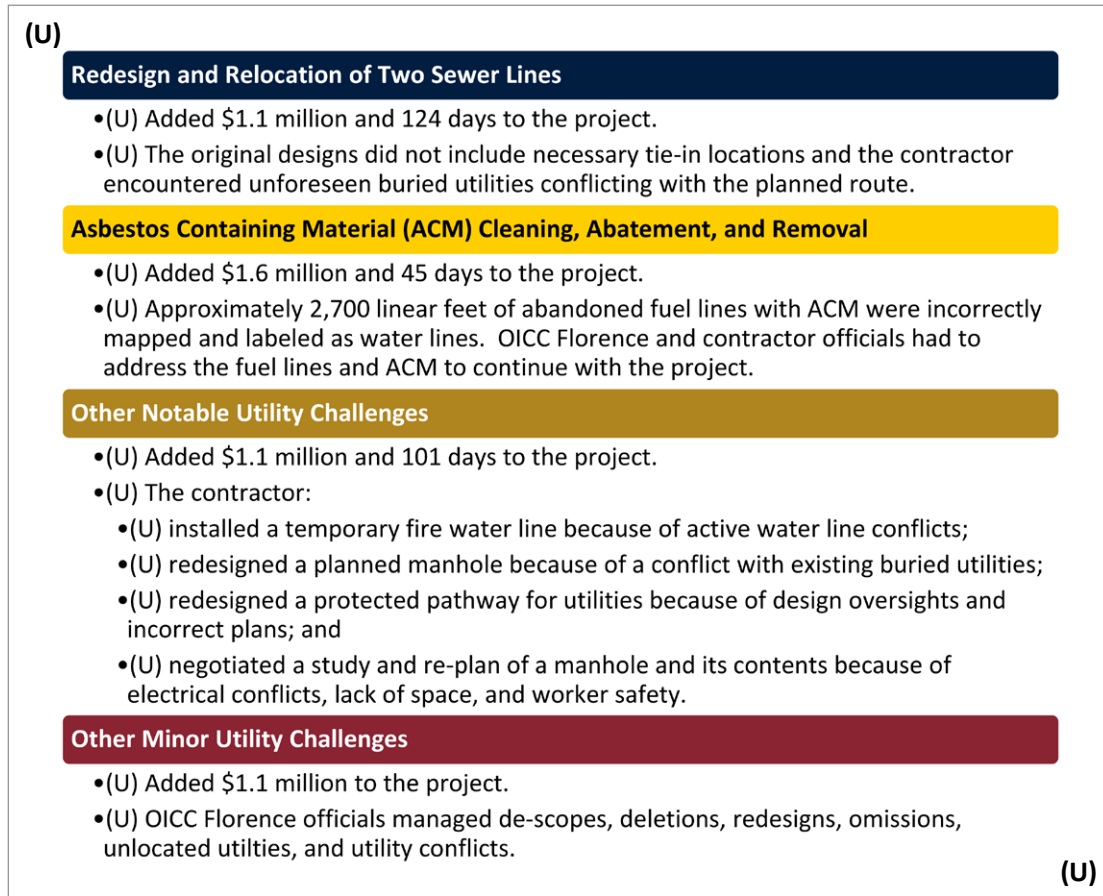 (U)
Redesign and Relocation of Two Sewer Lines
•(U) Added $1.1 million and 124 days to the project.
•(U) The original designs did not include necessary tie-in locations and the contractor
encountered unforeseen buried utilities conflicting with the planned route.
Asbestos Containing Material (ACM) Cleaning, Abatement, and Removal
•(U) Added $1.6 million and 45 days to the project.
•(U) Approximately 2,700 linear feet of abandoned fuel lines with ACM were incorrectly
mapped and labeled as water lines.  OICC Florence and contractor officials had to
address the fuel lines and ACM to continue with the project.
Other Notable Utility Challenges
•(U) Added $1.1 million and 101 days to the project.
•(U) The contractor:
•(U) installed a temporary fire water line because of active water line conflicts;
•(U) redesigned a planned manhole because of a conflict with existing buried utilities;
•(U) redesigned a protected pathway for utilities because of design oversights and
incorrect plans; and
•(U) negotiated a study and re-plan of a manhole and its contents because of
electrical conflicts, lack of space, and worker safety.
Other Minor Utility Challenges
•(U) Added $1.1 million to the project.
•(U) OICC Florence officials managed de-scopes, deletions, redesigns, omissions,
unlocated utilties, and utility conflicts.
(U)